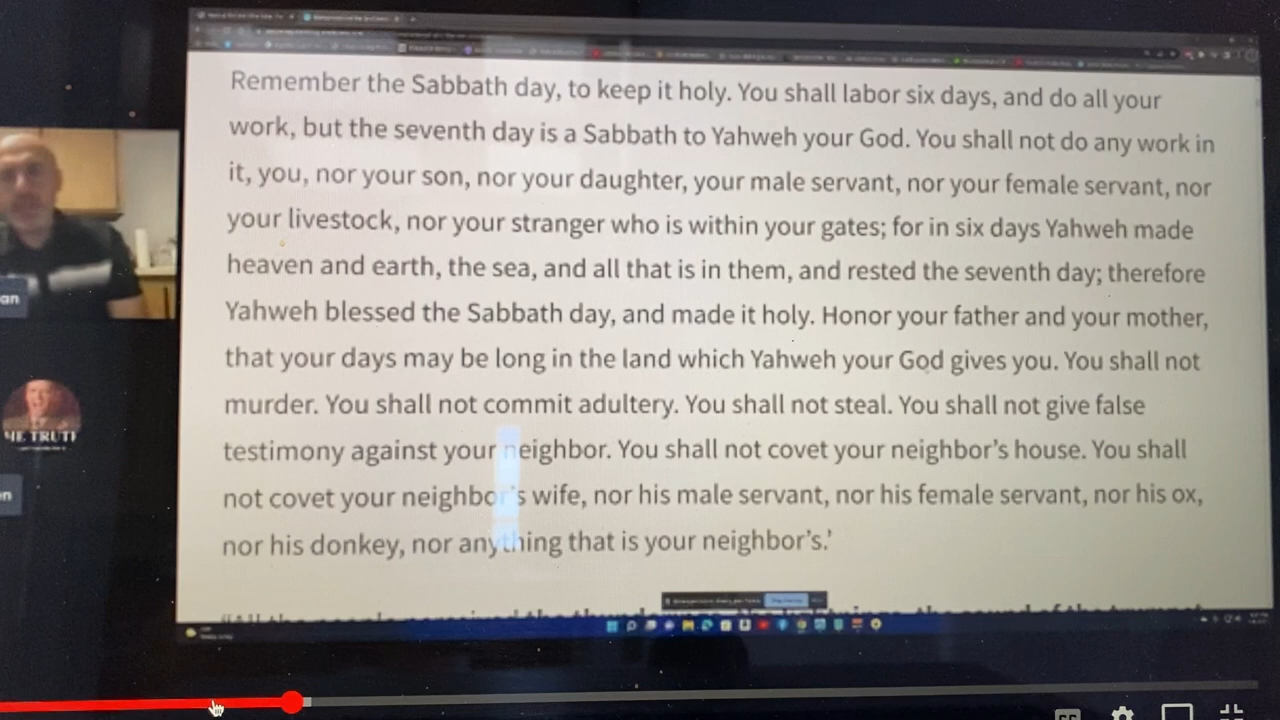 Remember the Sabbath day, to keep it holy. You shall labor six days, and do all your
work, but the seventh day is a Sabbath to Yahweh your God. You shall not do any work in
it, you, nor your son, nor your daughter, your male servant, nor your female servant, nor
your livestock, nor your stranger who is within your gates; for in six days Yahweh made
heaven and earth, the sea, and all that is in them, and rested the seventh day; therefore
Yahweh blessed the Sabbath day, and made it holy. Honor your father and your mother,
that your days may be long in the land which Yahweh your God gives you. You shall not
murder. You shall not commit adultery. You shall not steal. You shall not give false
testimony against your neighbor. You shall not covet your neighbor’s house. You shall
not covet your neighbor’s wife, nor his male servant, nor his female servant, nor his ox,
nor his donkey, nor anything that is your neighbor’s.’
an
HE TRUTH
en
CC